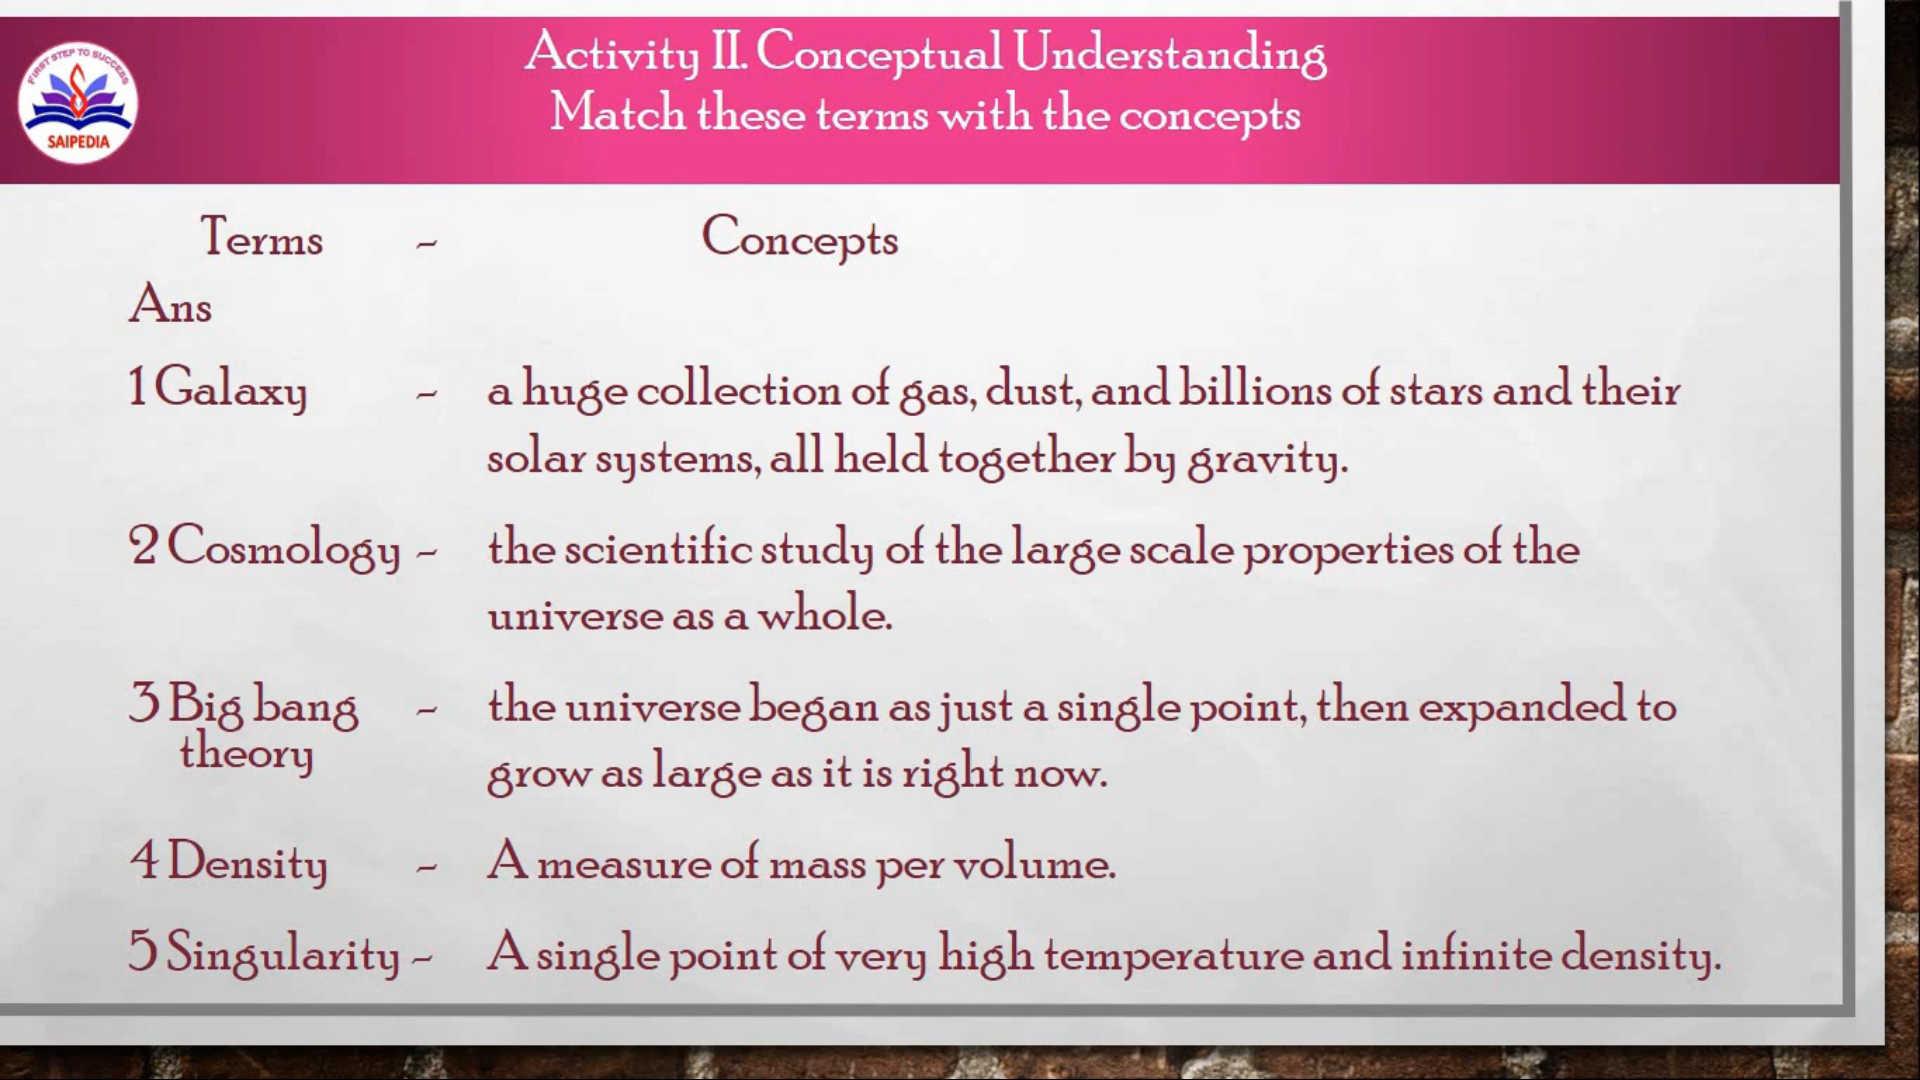 FIRST STEP TO SUCCESS
SAIPEDIA
Activity II. Conceptual Understanding
Match these terms with the concepts
Terms - Concepts
Ans
1 Galaxy - a huge collection of gas, dust, and billions of stars and their
solar systems, all held together by gravity.
2 Cosmology - the scientific study of the large scale properties of the
universe as a whole.
3 Big bang - the universe began as just a single point, then expanded to
theory
grow as large as it is right now.
4 Density - A measure of mass per volume.
5 Singularity - A single point of very high temperature and infinite density.